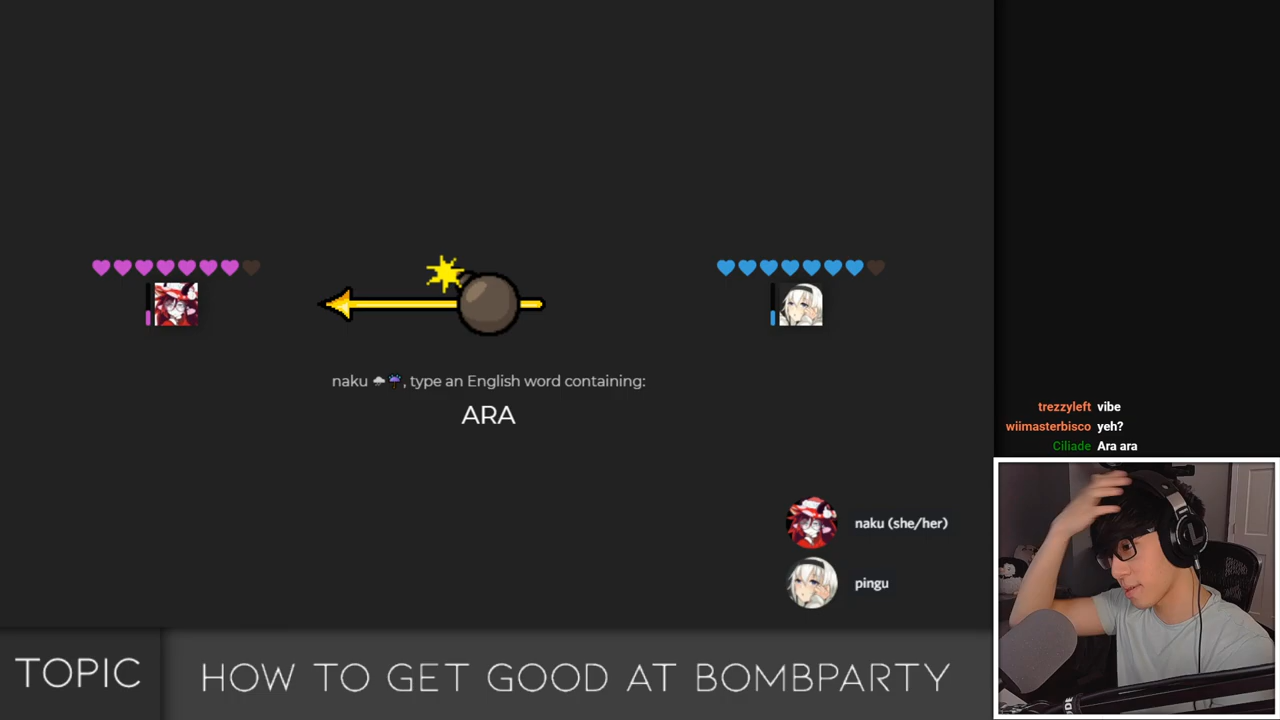 naku 🌧️☔, type an English word containing:
ARA
trezzyleft vibe
wiimasterbisco yeh?
Ciliade Ara ara
naku (she/her)
pingu
TOPIC
HOW TO GET GOOD AT BOMBPARTY